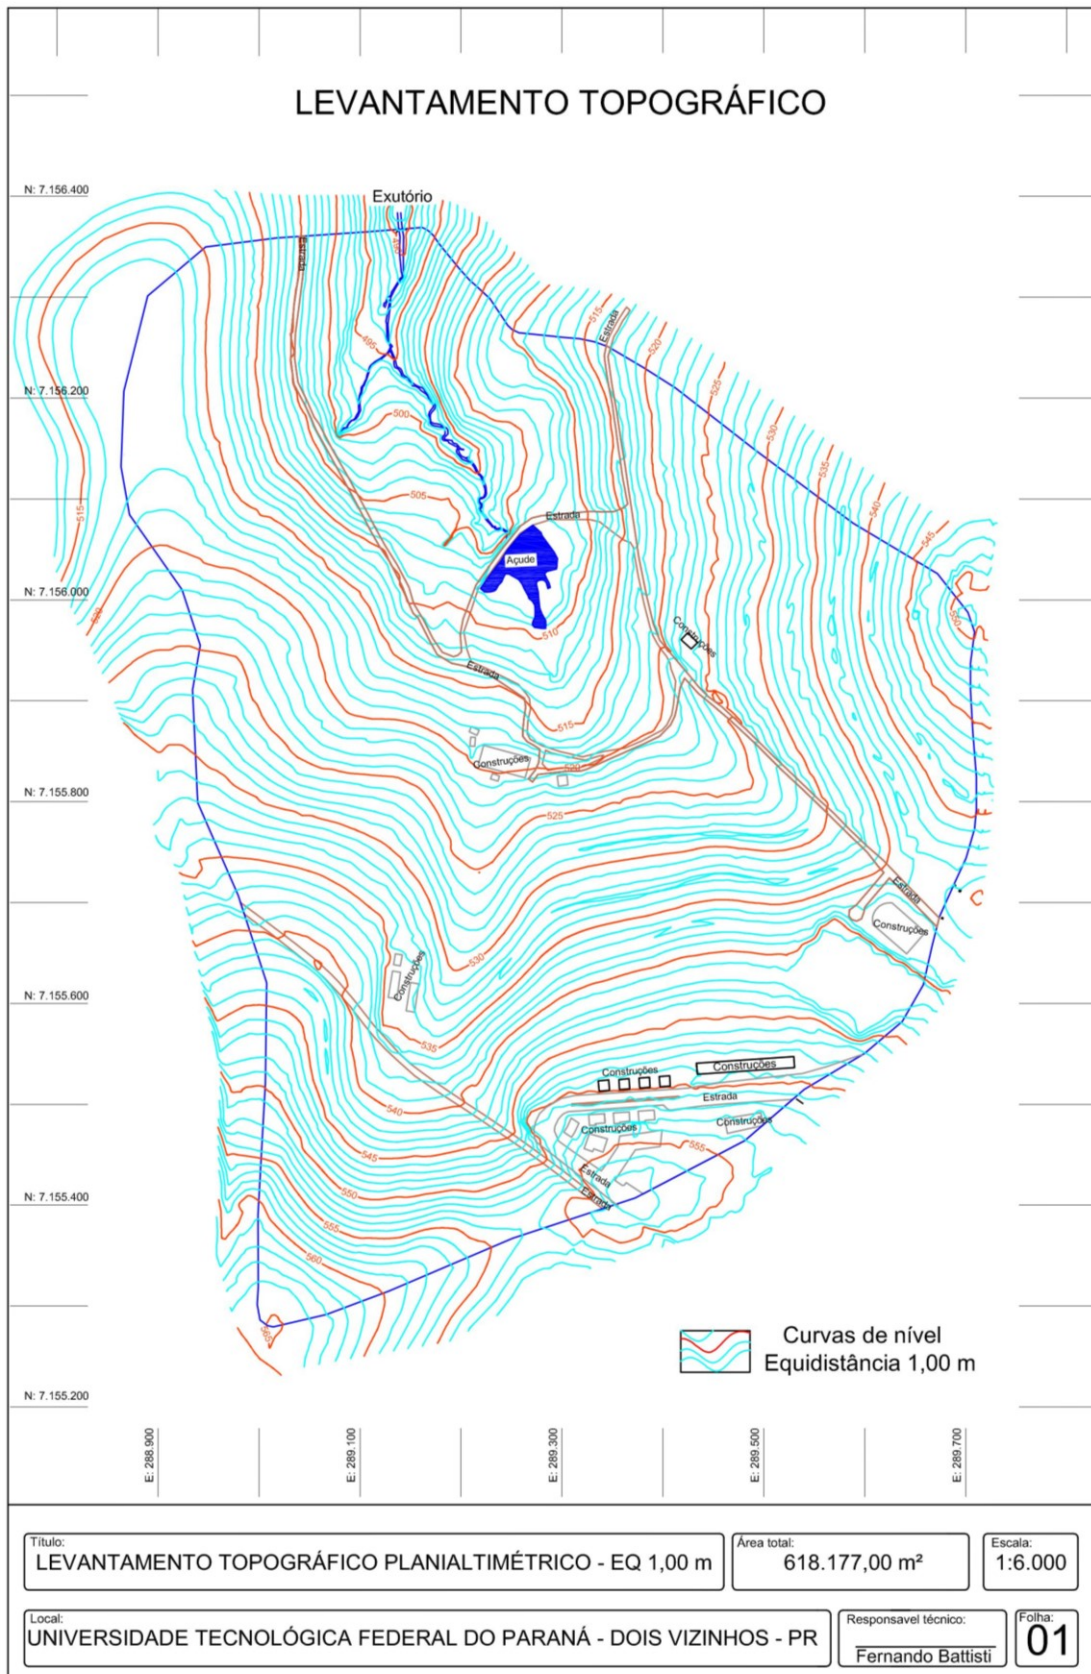 LEVANTAMENTO TOPOGRÁFICO
N: 7.156.400
Exutório
Estrada
490
515
Estrada
520
495
525
N: 7.156.200
500
530
535
505
540
515
Estrada
545
Açude
N: 7.156.000
550
520
510
Construções
Estrada
515
Construções
520
N: 7.155.800
525
Estrada
Construções
530
Construções
N: 7.155.600
535
Construções
Construções
540
Estrada
Construções
Construções
545
555
Estrada
550
Estrada
N: 7.155.400
555
560
565
Curvas de nível
Equidistância 1,00 m
N: 7.155.200
E: 288.900
E: 289.100
E: 289.300
E: 289.500
E: 289.700
Título:
LEVANTAMENTO TOPOGRÁFICO PLANIALTIMÉTRICO - EQ 1,00 m
Área total:
618.177,00 m²
Escala:
1:6.000
Local:
UNIVERSIDADE TECNOLÓGICA FEDERAL DO PARANÁ - DOIS VIZINHOS - PR
Responsavel técnico:
Fernando Battisti
Folha:
01